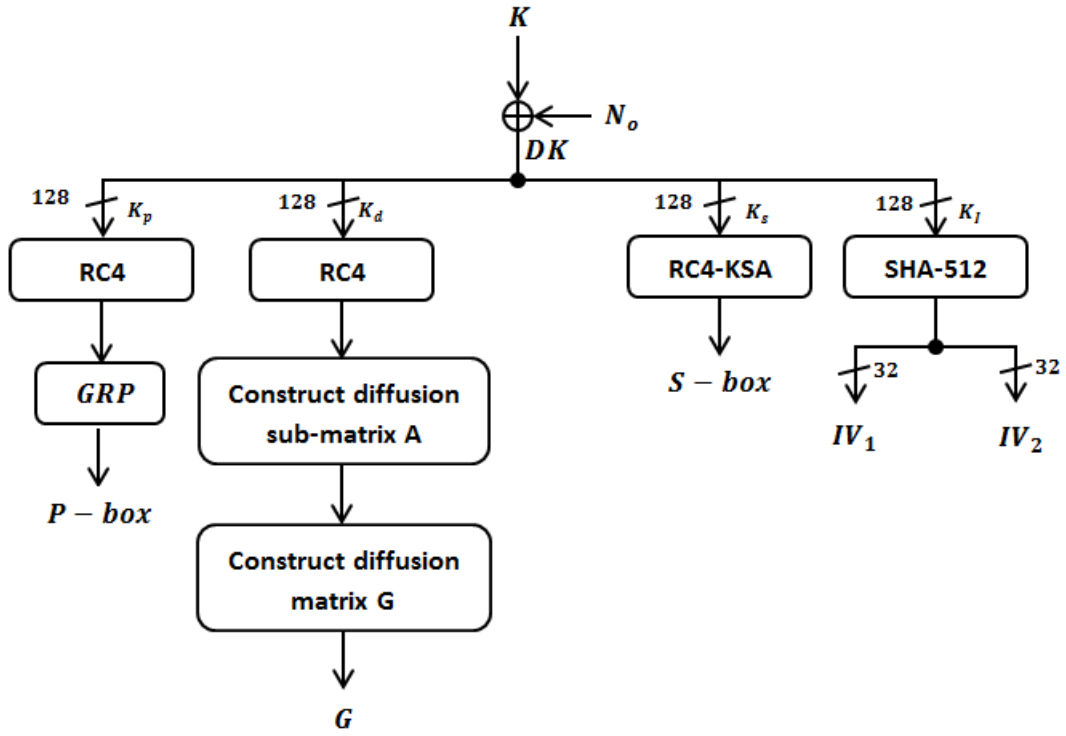 K
N_o
DK
128
K_p
128
K_d
128
K_s
128
K_I
RC4
RC4
RC4-KSA
SHA-512
GRP
Construct diffusion
sub-matrix A
S − box
32
32
IV_1
IV_2
P − box
Construct diffusion
matrix G
G